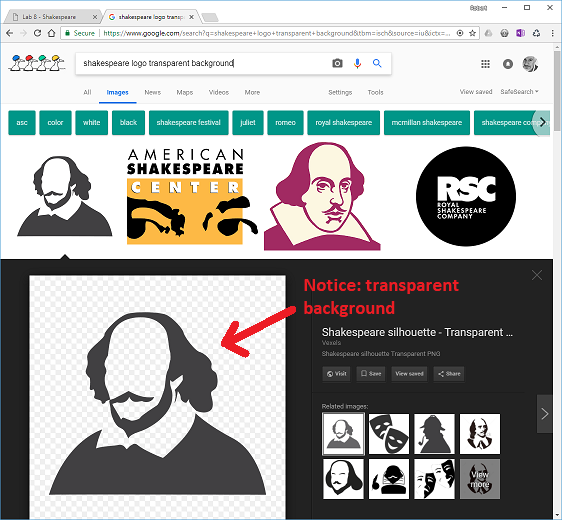 Lab 8 - Shakespeare
shakespeare logo transp
Secure
https://www.google.com/search?q=shakespeare+logo+transparent+background&tbm=isch&source=iu&ictx=...
shakespeare logo transparent background
All Images News Maps Videos More Settings Tools View saved SafeSearch
asc color white black shakespeare festival juliet romeo royal shakespeare mcmillan shakespeare shakespeare comp
AMERICAN
SHAKESPEARE
CENTER
RSC
ROYAL
SHAKESPEARE
COMPANY
Notice: transparent
background
Shakespeare silhouette - Transparent ...
Vexels
Shakespeare silhouette Transparent PNG
Visit Save View saved Share
Related images:
View
more